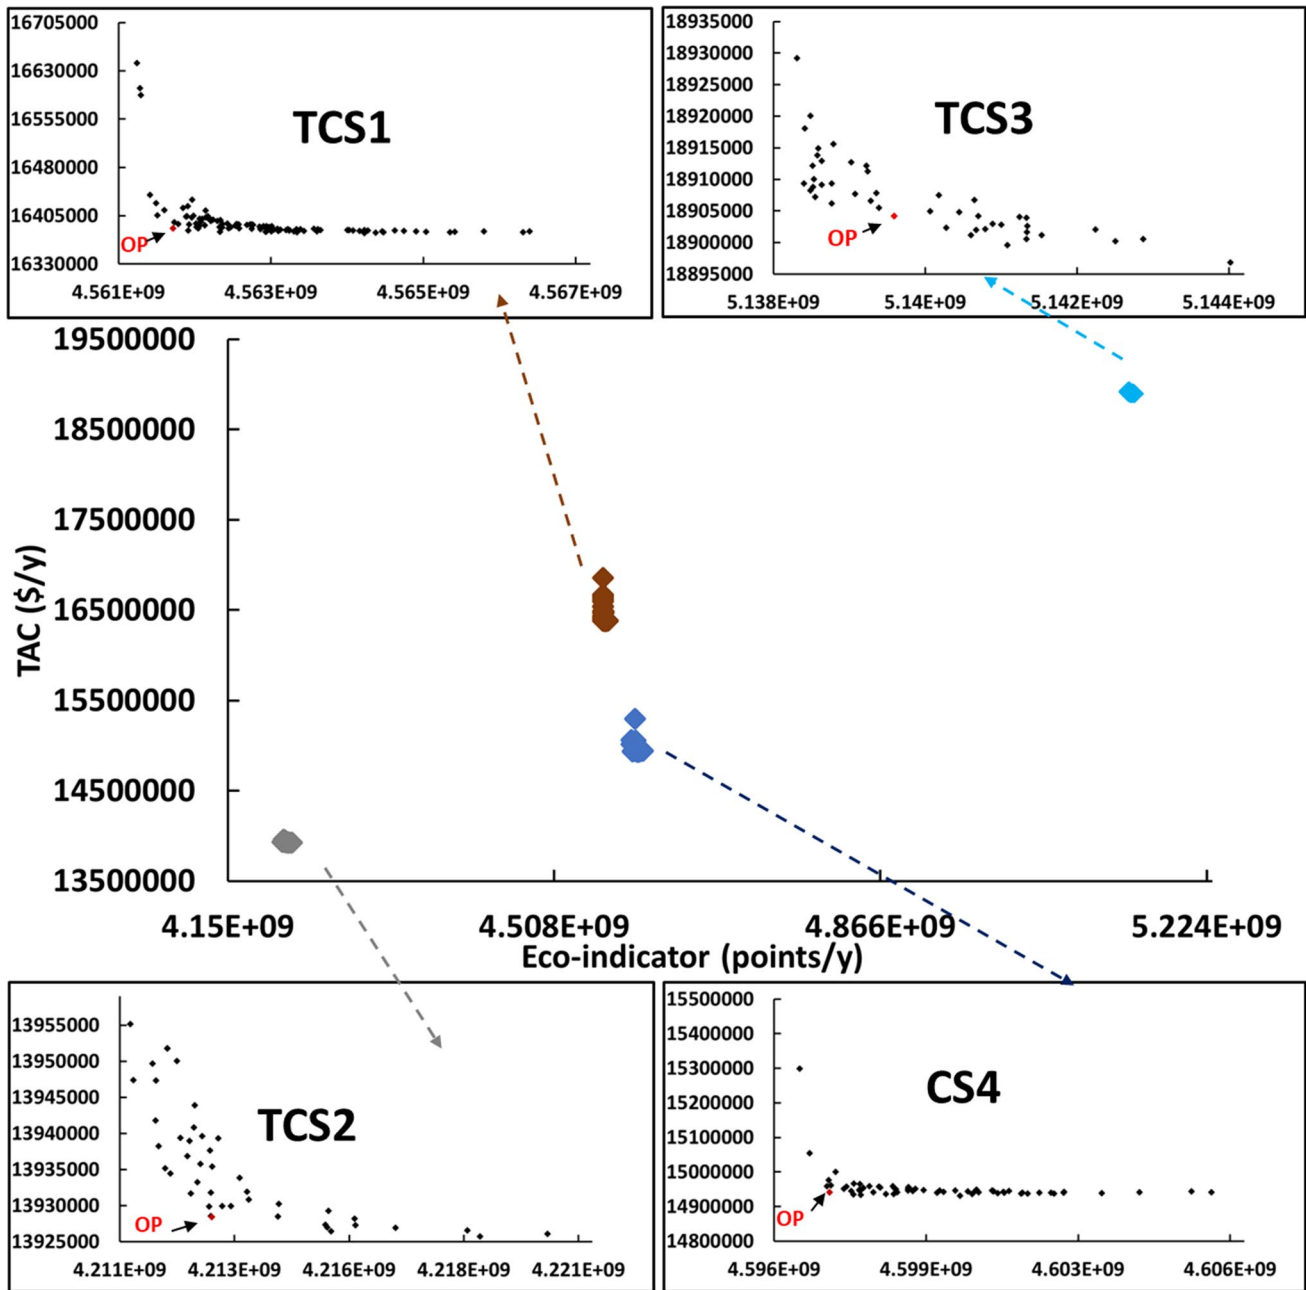 16705000
16630000
16555000
16480000
16405000
16330000
TCS1
OP
4.561E+09 4.563E+09 4.565E+09 4.567E+09
18935000
18930000
18925000
18920000
18915000
18910000
18905000
18900000
18895000
TCS3
OP
5.138E+09 5.14E+09 5.142E+09 5.144E+09
TAC ($/y)
19500000
18500000
17500000
16500000
15500000
14500000
13500000
4.15E+09 4.508E+09 4.866E+09 5.224E+09
Eco-indicator (points/y)
13955000
13950000
13945000
13940000
13935000
13930000
13925000
TCS2
OP
4.211E+09 4.213E+09 4.216E+09 4.218E+09 4.221E+09
15500000
15400000
15300000
15200000
15100000
15000000
14900000
14800000
CS4
OP
4.596E+09 4.599E+09 4.603E+09 4.606E+09